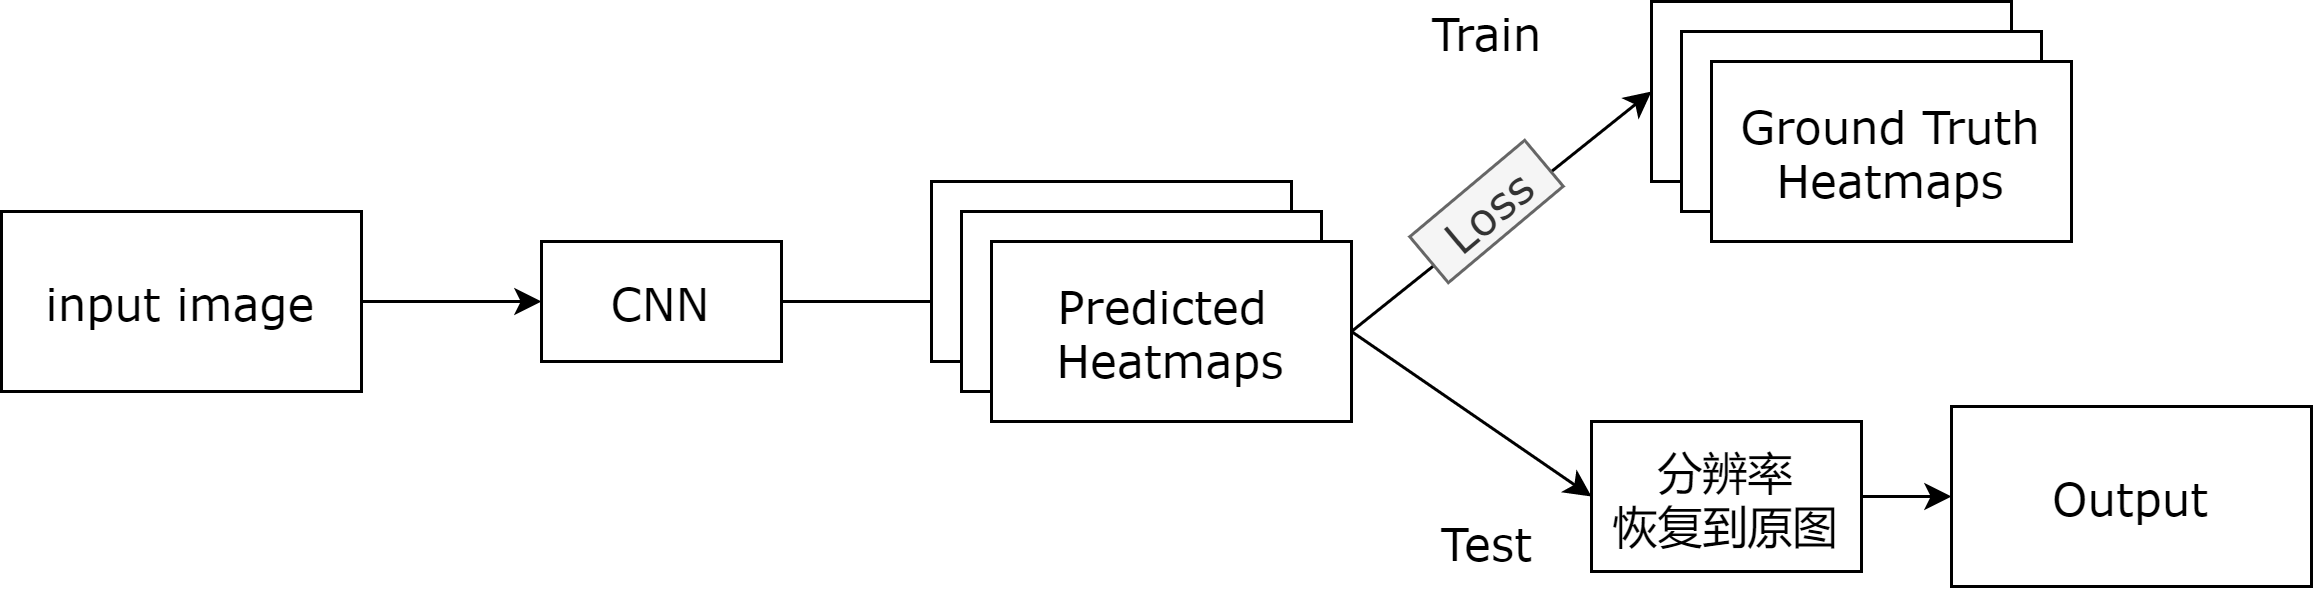 Train
Ground Truth
Heatmaps
Loss
input image
CNN
Predicted
Heatmaps
分辨率
恢复到原图
Output
Test